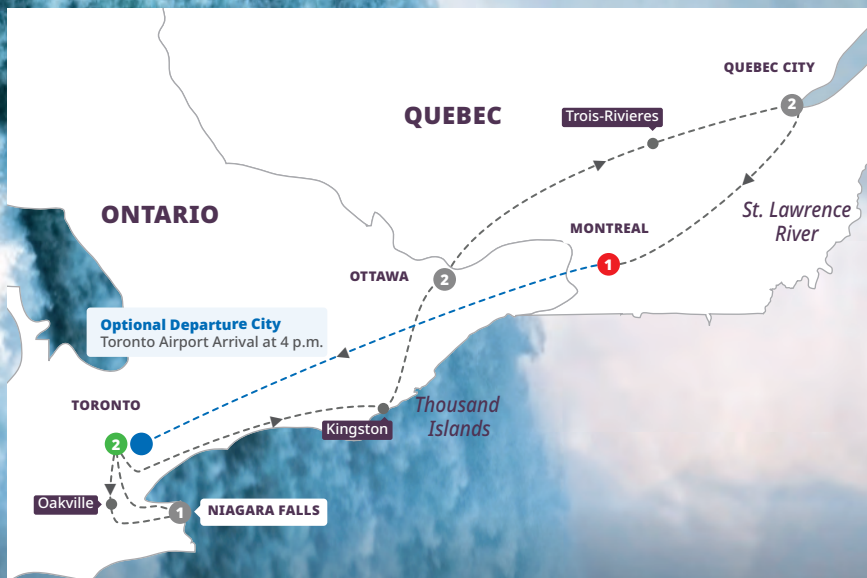 QUEBEC CITY
2
QUEBEC
Trois-Rivieres
ONTARIO
St. Lawrence
River
MONTREAL
1
OTTAWA
2
Optional Departure City
Toronto Airport Arrival at 4 p.m.
TORONTO
Thousand
Islands
Kingston
2
Oakville
1
NIAGARA FALLS